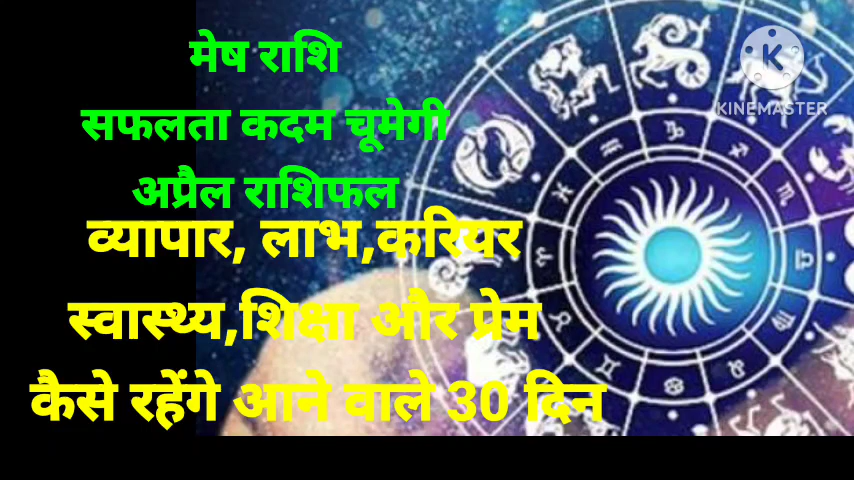 मेष राशि
सफलता कदम चूमेगी
अप्रैल राशिफल
व्यापार, लाभ,करियर
स्वास्थ्य,शिक्षा और प्रेम
कैसे रहेंगे आने वाले 30 दिन
K
KINEMASTER